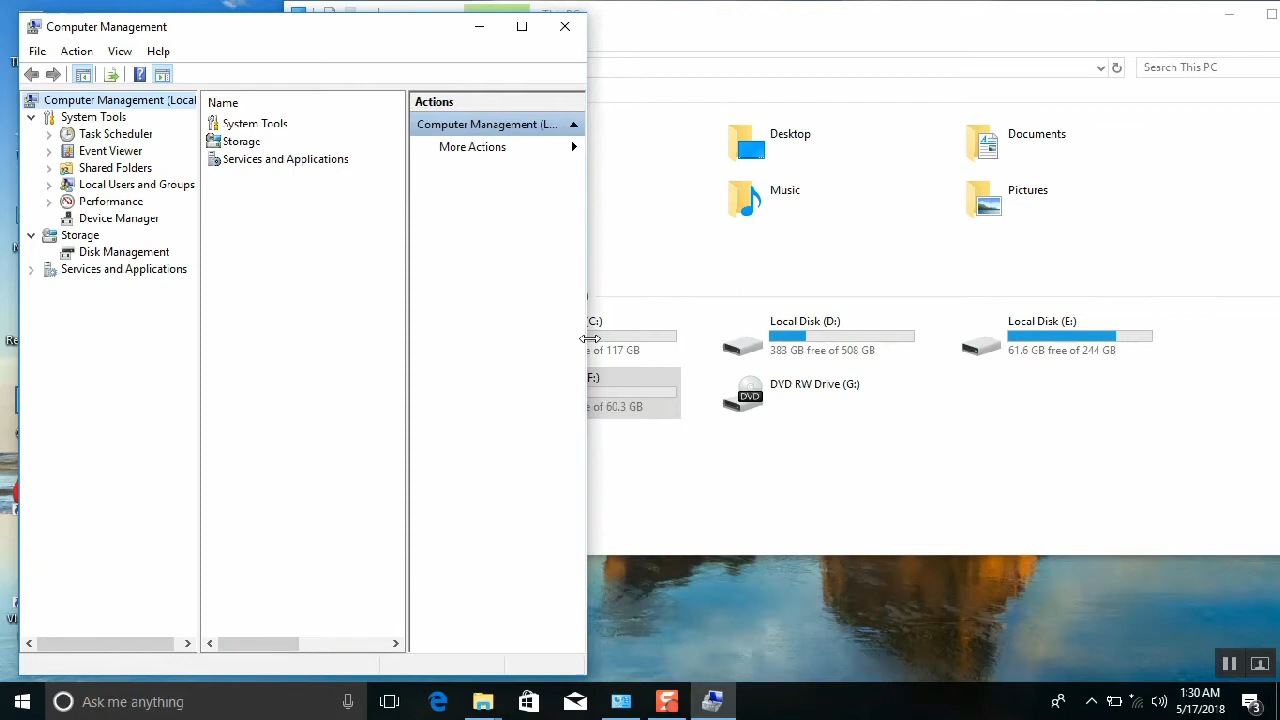 Computer Management
File Action View Help
Computer Management (Local
System Tools
Task Scheduler
Event Viewer
Shared Folders
Local Users and Groups
Performance
Device Manager
Storage
Disk Management
Services and Applications
Name
System Tools
Storage
Services and Applications
Actions
Computer Management (L...
More Actions
Search This PC
Desktop
Documents
Music
Pictures
(C:)
e of 117 GB
Local Disk (D:)
383 GB free of 508 GB
Local Disk (E:)
61.6 GB free of 244 GB
F:)
e of 60.3 GB
DVD RW Drive (G:)
DVD
Ask me anything
1:30 AM
5/17/2018
3